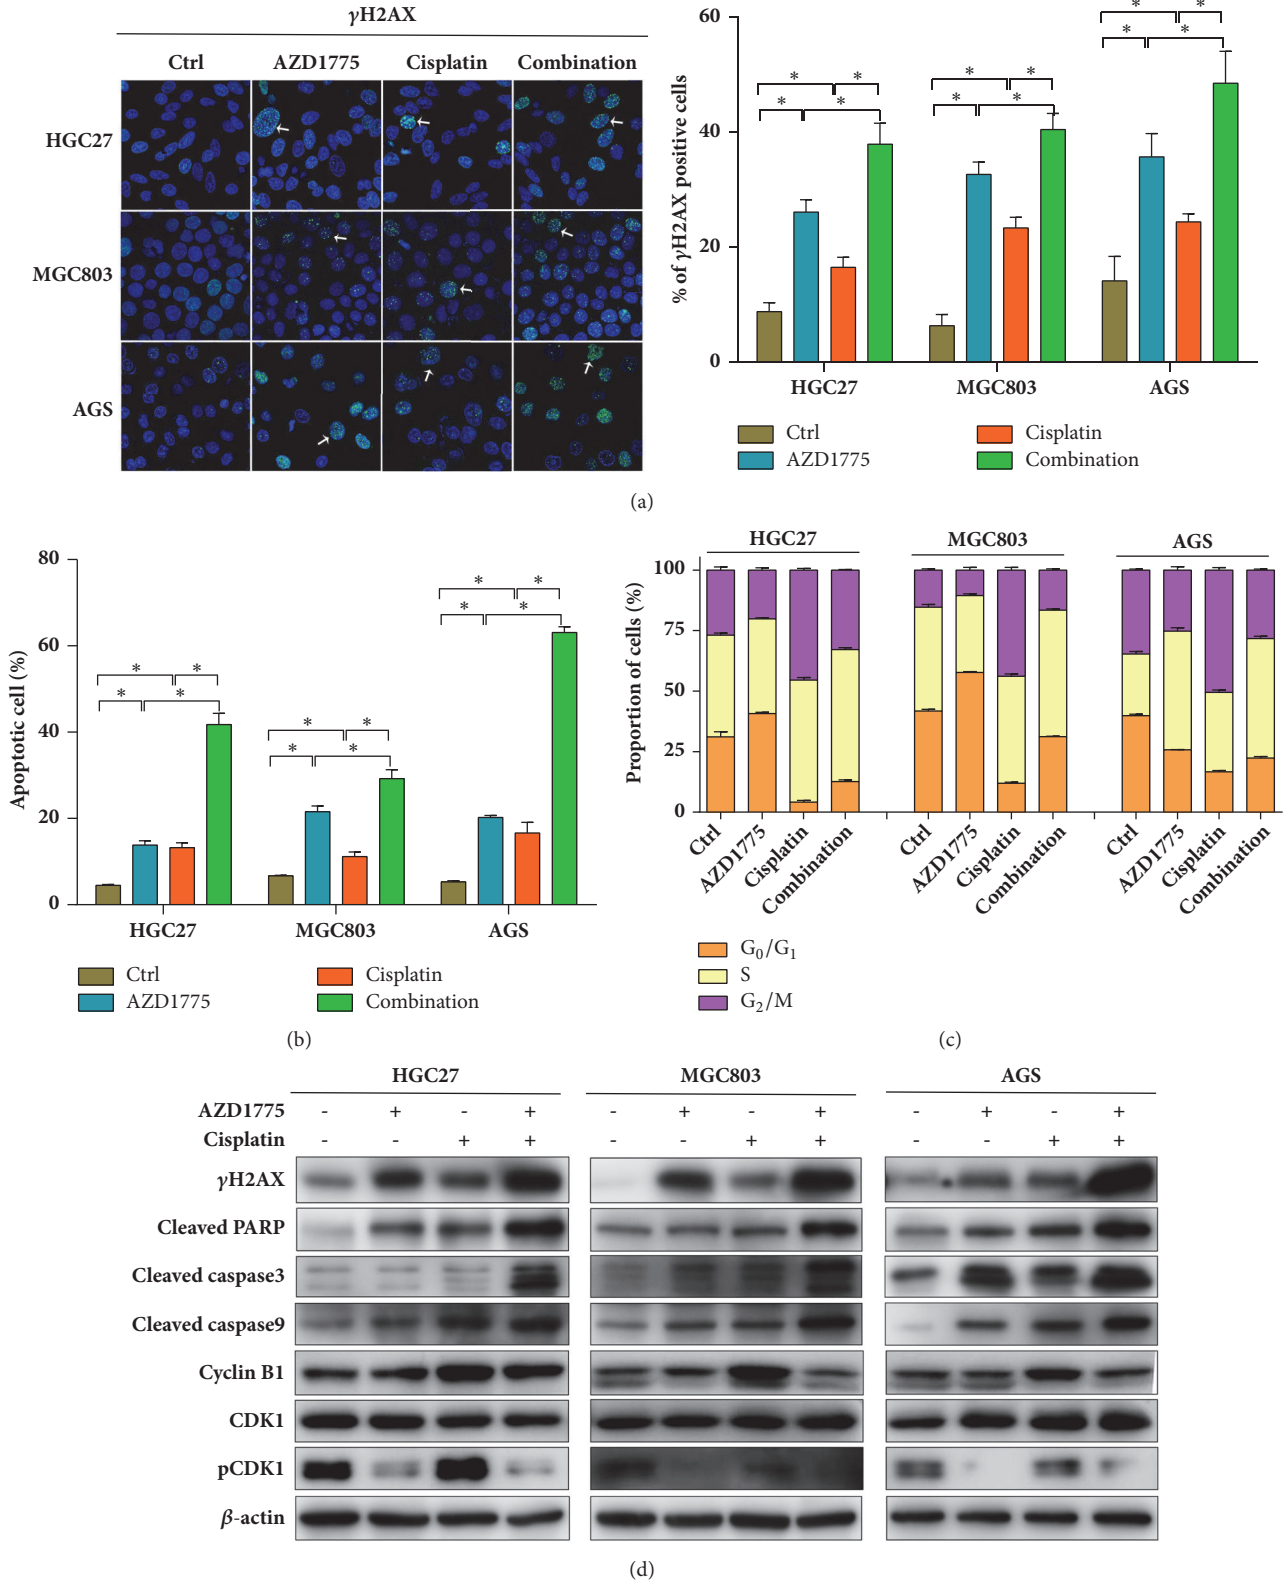 γH2AX
Ctrl AZD1775 Cisplatin Combination
HGC27
MGC803
AGS
% of γH2AX positive cells
60
40
20
0
* * * * * * * * * * * *
HGC27 MGC803 AGS
Ctrl Cisplatin
AZD1775 Combination
(a)
Apoptotic cell (%)
80
60
40
20
0
* * * * * * * * * * * *
HGC27 MGC803 AGS
Ctrl Cisplatin
AZD1775 Combination
(b)
HGC27 MGC803 AGS
Proportion of cells (%)
100
75
50
25
0
Ctrl AZD1775 Cisplatin Combination Ctrl AZD1775 Cisplatin Combination Ctrl AZD1775 Cisplatin Combination
G₀/G₁
S
G₂/M
(c)
HGC27 MGC803 AGS
AZD1775 - + - + - + - + - + - +
Cisplatin - - + + - - + + - - + +
γH2AX
Cleaved PARP
Cleaved caspase3
Cleaved caspase9
Cyclin B1
CDK1
pCDK1
β-actin
(d)